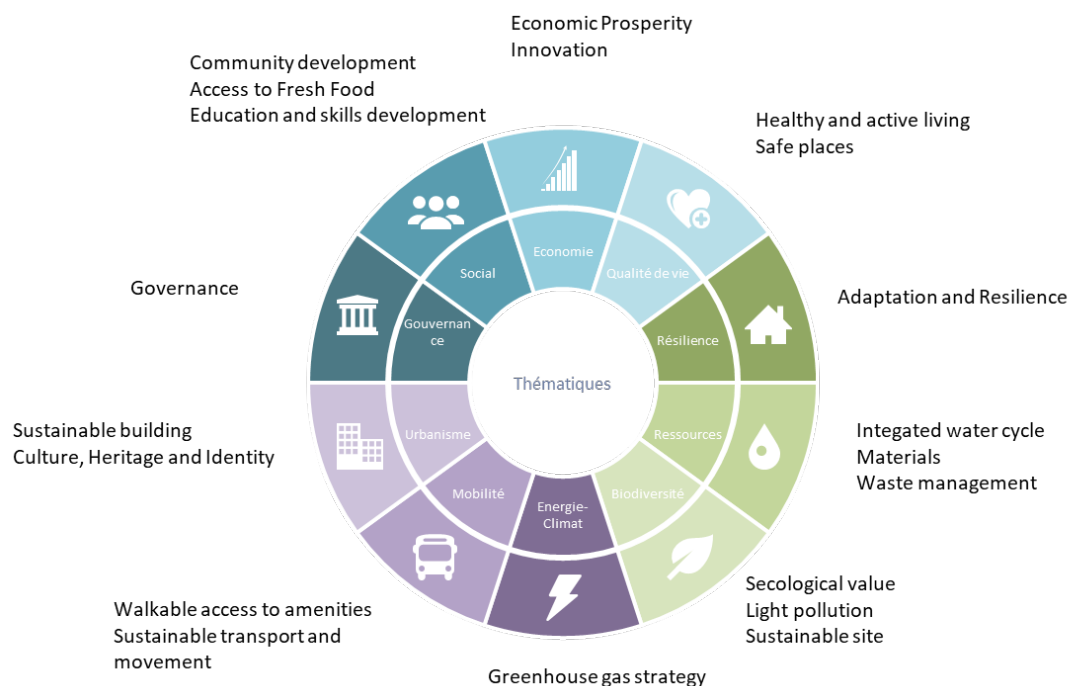 Economic Prosperity
Innovation
Community development
Access to Fresh Food
Education and skills development
Healthy and active living
Safe places
Economie
Social
Qualité de vie
Governance
Adaptation and Resilience
Gouvernan
ce
Résilience
Thématiques
Sustainable building
Culture, Heritage and Identity
Urbanisme
Ressources
Integated water cycle
Materials
Waste management
Mobilité
Energie-
Climat
Biodiversité
Walkable access to amenities
Sustainable transport and
movement
Secological value
Light pollution
Sustainable site
Greenhouse gas strategy